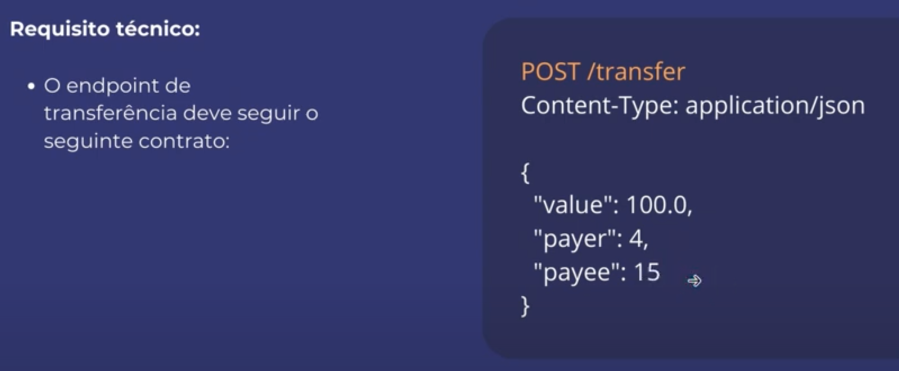 Requisito técnico:
• O endpoint de
transferência deve seguir o
seguinte contrato:
POST /transfer
Content-Type: application/json
{
"value": 100.0,
"payer": 4,
"payee": 15
}